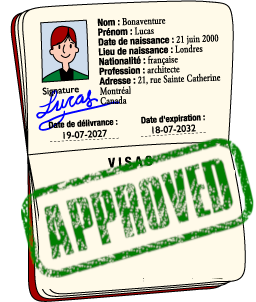 Nom : Bonaventure
Prénom : Lucas
Date de naissance : 21 juin 2000
Lieu de naissance : Londres
Nationalité : française
Profession : architecte
Adresse : 21, rue Sainte Catherine
Montréal
Canada
Signature
Lucas
Date de délivrance :
19-07-2027
Date d'expiration :
18-07-2032
VISAS
APPROVED